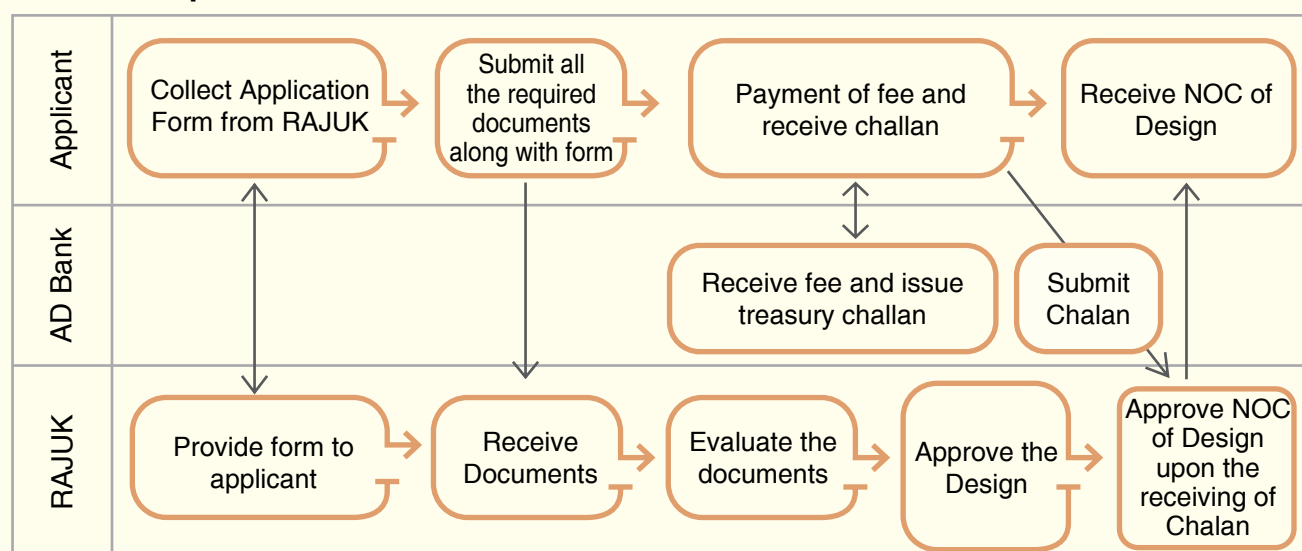 Applicant
Collect Application
Form from RAJUK
Submit all
the required
documents
along with form
Payment of fee and
receive challan
Receive NOC of
Design
AD Bank
Receive fee and issue
treasury challan
Submit
Chalan
RAJUK
Provide form to
applicant
Receive
Documents
Evaluate the
documents
Approve the
Design
Approve NOC
of Design
upon the
receiving of
Chalan